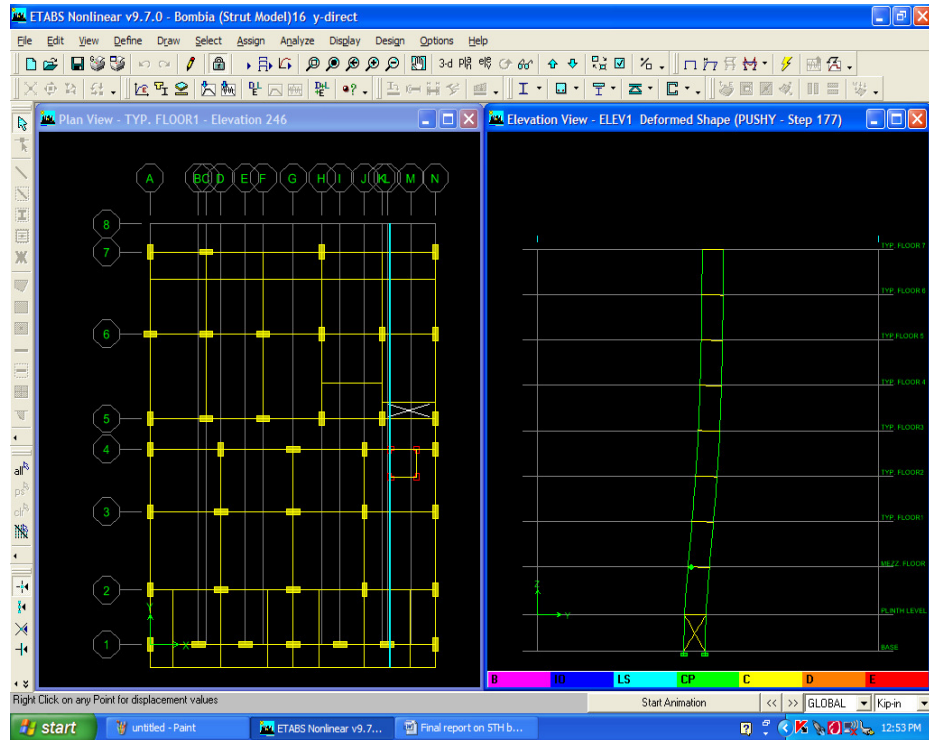 ETABS Nonlinear v9.7.0 - Bombia (Strut Model)16 y-direct
File Edit View Define Draw Select Assign Analyze Display Design Options Help
3-d
Plan View - TYP. FLOOR1 - Elevation 246
Elevation View - ELEV1 Deformed Shape (PUSHY - Step 177)
A B C D E F G H I J K L M N
8
7
6
5
4
3
2
1
Y
X
TYP. FLOOR 7
TYP. FLOOR 6
TYP.FLOOR 5
TYP. FLOOR 4
TYP. FLOOR3
TYP. FLOOR2
TYP. FLOOR1
MEZZ. FLOOR
PLINTH LEVEL
BASE
Z
Y
all
ps
clr
B IO LS CP C D E
Right Click on any Point for displacement values
Start Animation << >> GLOBAL Kip-in
start untitled - Paint ETABS Nonlinear v9.7... Final report on 5TH b... 12:53 PM